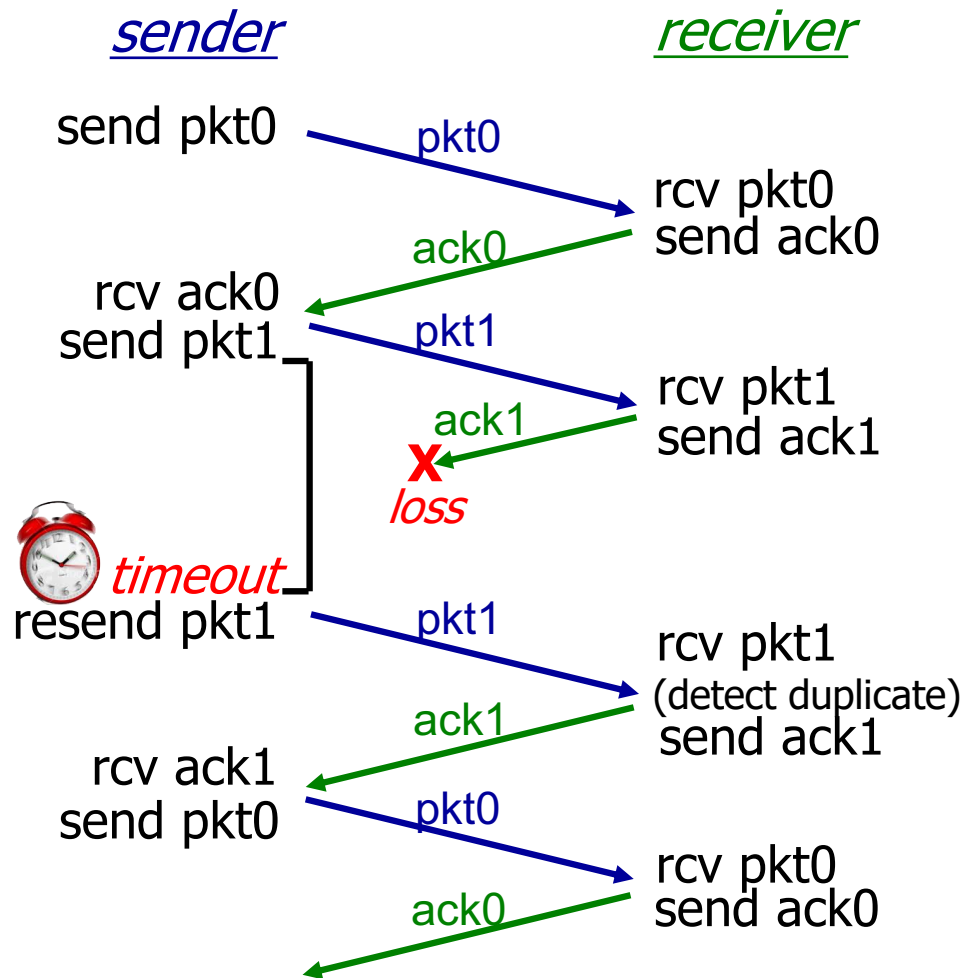 sender
receiver
send pkt0
pkt0
rcv pkt0
send ack0
ack0
rcv ack0
send pkt1
pkt1
rcv pkt1
send ack1
ack1
X
loss
timeout
resend pkt1
pkt1
rcv pkt1
(detect duplicate)
send ack1
ack1
rcv ack1
send pkt0
pkt0
rcv pkt0
send ack0
ack0